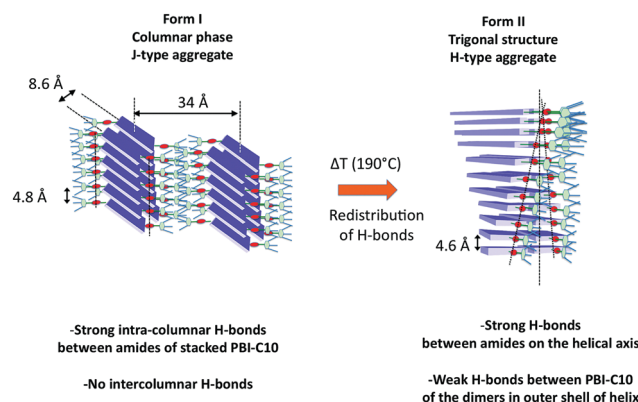 Form I
Columnar phase
J-type aggregate
8.6 Å
34 Å
4.8 Å
-Strong intra-columnar H-bonds
between amides of stacked PBI-C10
-No intercolumnar H-bonds
ΔT (190°C)
Redistribution
of H-bonds
Form II
Trigonal structure
H-type aggregate
4.6 Å
-Strong H-bonds
between amides on the helical axis
-Weak H-bonds between PBI-C10
of the dimers in outer shell of helix